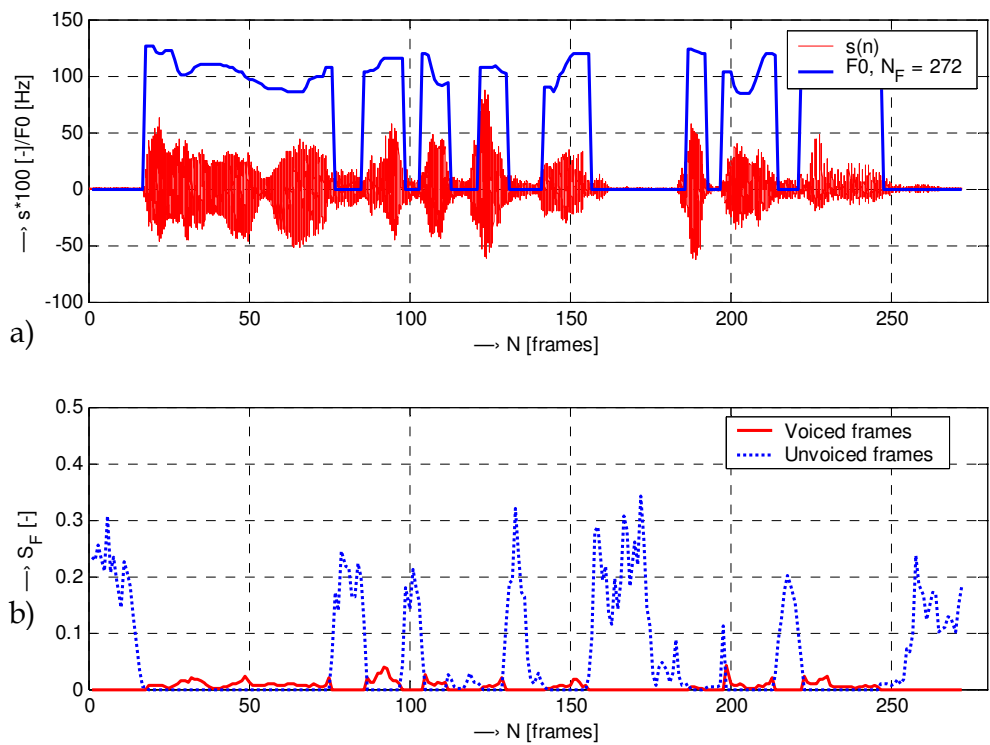 150
100
50
0
-50
-100
s(n)
F0, N_F = 272
→ s*100 [-]/F0 [Hz]
0 50 100 150 200 250
→ N [frames]
a)
0.5
0.4
0.3
0.2
0.1
0
Voiced frames
Unvoiced frames
→ S_F [-]
0 50 100 150 200 250
→ N [frames]
b)